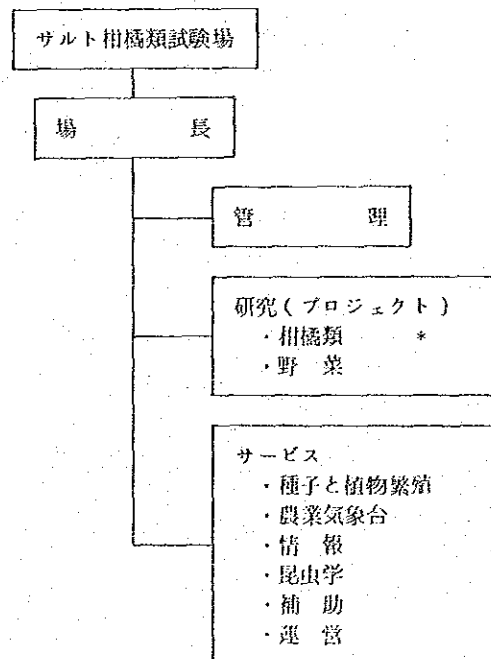 サルト柑橘類試験場
場長
管理
研究(プロジェクト)
・柑橘類 *
・野菜
サービス
・種子と植物繁殖
・農業気象台
・情報
・昆虫学
・補助
・運営